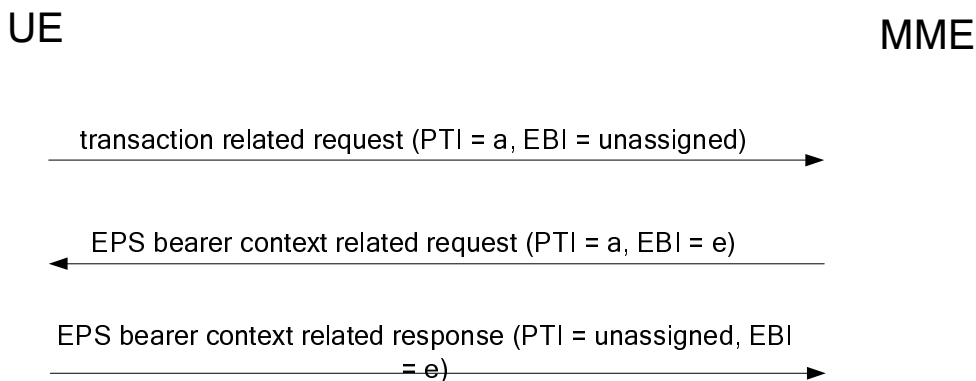 UE
MME
transaction related request (PTI = a, EBI = unassigned)
EPS bearer context related request (PTI = a, EBI = e)
EPS bearer context related response (PTI = unassigned, EBI
= e)